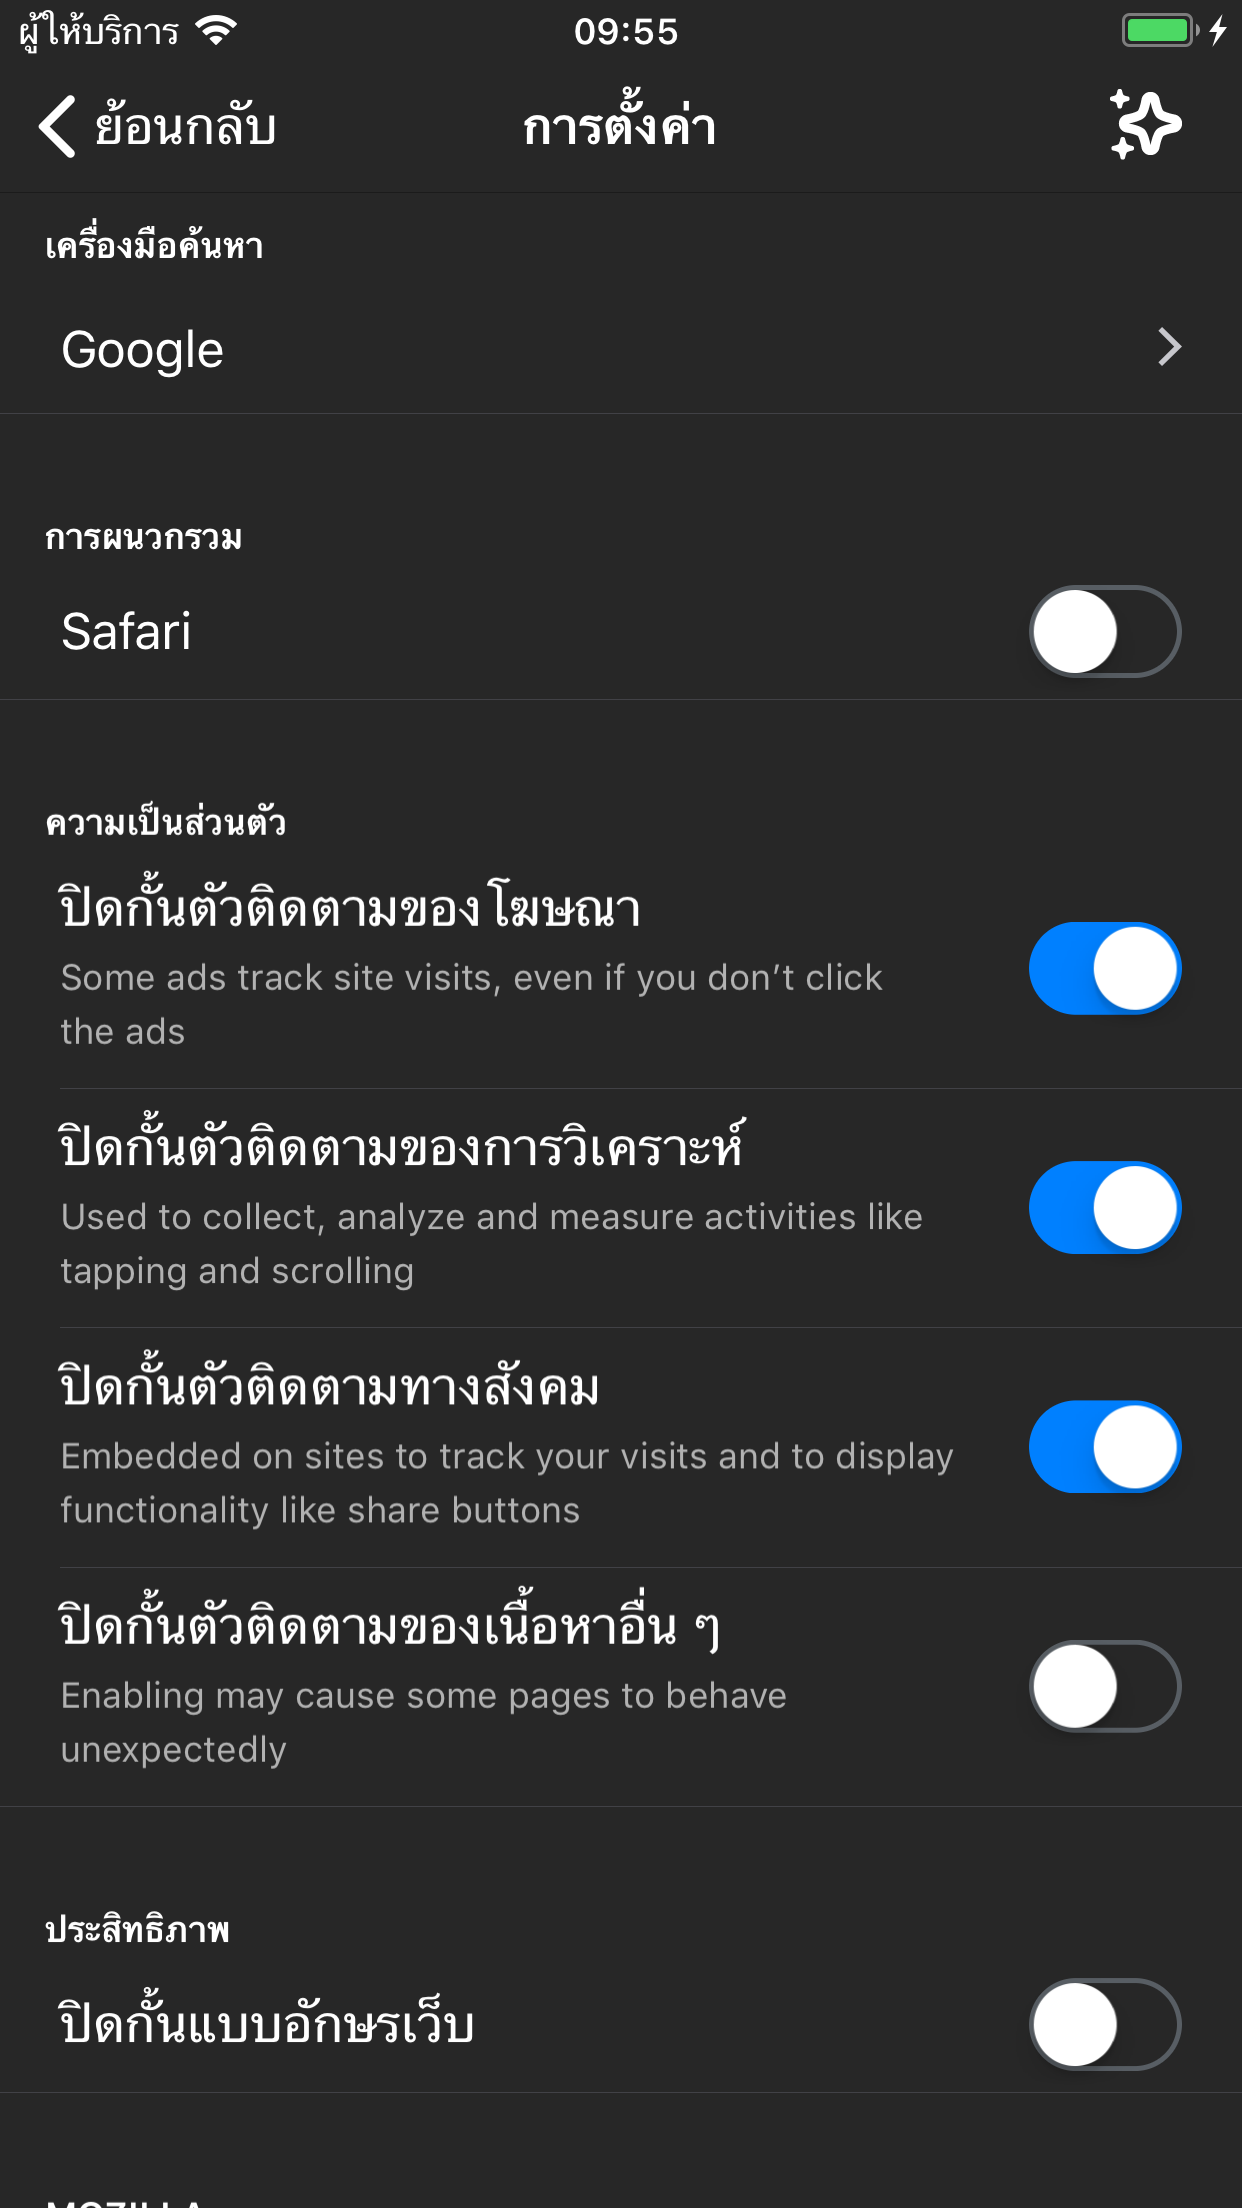 ผู้ให้บริการ 09:55
ย้อนกลับ การตั้งค่า
เครื่องมือค้นหา
Google
การผนวกรวม
Safari
ความเป็นส่วนตัว
ปิดกั้นตัวติดตามของโฆษณา
Some ads track site visits, even if you don’t click
the ads
ปิดกั้นตัวติดตามของการวิเคราะห์
Used to collect, analyze and measure activities like
tapping and scrolling
ปิดกั้นตัวติดตามทางสังคม
Embedded on sites to track your visits and to display
functionality like share buttons
ปิดกั้นตัวติดตามของเนื้อหาอื่น ๆ
Enabling may cause some pages to behave
unexpectedly
ประสิทธิภาพ
ปิดกั้นแบบอักษรเว็บ
MOZILLA